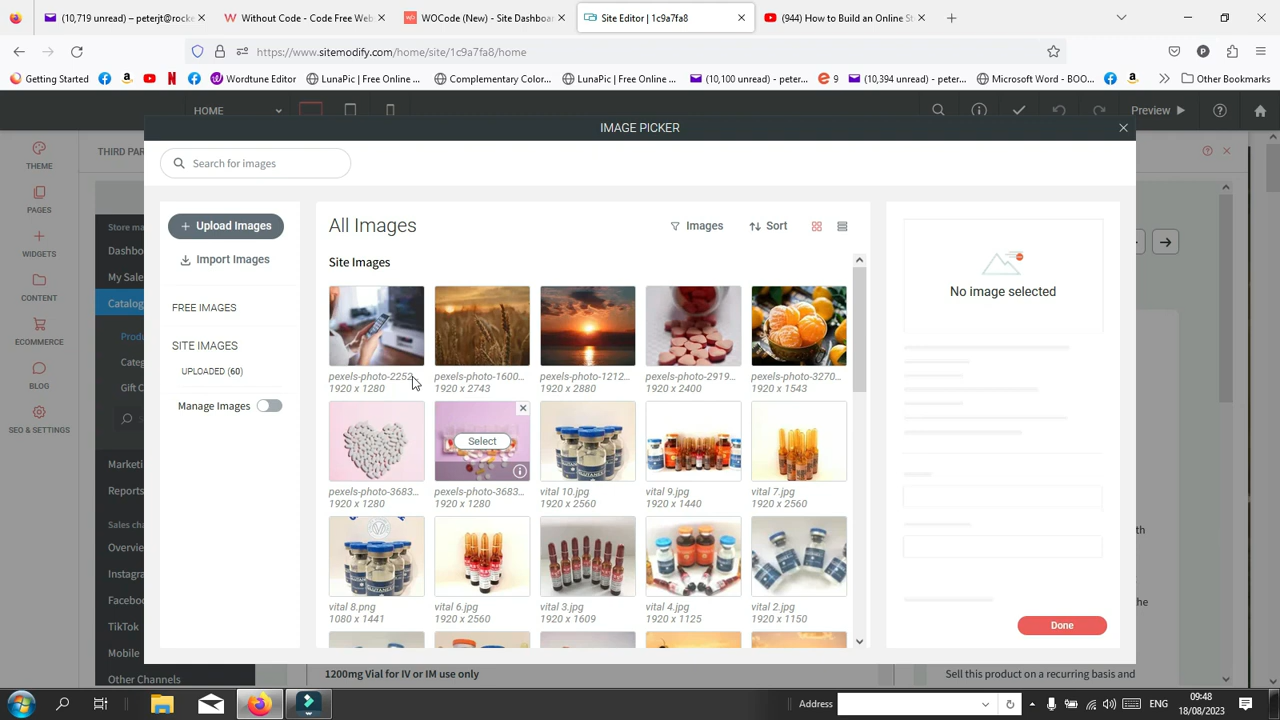 (10,719 unread) – peterjt@rocke
Without Code - Code Free Web
WOCode (New) - Site Dashboa
Site Editor | 1c9a7fa8
(944) How to Build an Online St
https://www.sitemodify.com/home/site/1c9a7fa8/home
Getting Started
Wordtune Editor
LunaPic | Free Online ...
Complementary Color...
LunaPic | Free Online ...
(10,100 unread) - peter...
9
(10,394 unread) - peter...
Microsoft Word - BOO...
Other Bookmarks
HOME
Preview
IMAGE PICKER
THEME
PAGES
WIDGETS
CONTENT
ECOMMERCE
BLOG
SEO & SETTINGS
THIRD PAR
Store ma
Dashbo
My Sale
Catalog
Produ
Categ
Gift C
Marketi
Reports
Sales cha
Overvie
Instagra
Facebo
TikTok
Mobile
Other Channels
Search for images
Upload Images
Import Images
FREE IMAGES
SITE IMAGES
UPLOADED (60)
Manage Images
All Images
Images
Sort
Site Images
pexels-photo-2252... pexels-photo-1600... pexels-photo-1212... pexels-photo-2919... pexels-photo-3270...
1920 x 1280 1920 x 2743 1920 x 2880 1920 x 2400 1920 x 1543
Select
pexels-photo-3683... pexels-photo-3683... vital 10.jpg vital 9.jpg vital 7.jpg
1920 x 1280 1920 x 1280 1920 x 2560 1920 x 1440 1920 x 2560
vital 8.png vital 6.jpg vital 3.jpg vital 4.jpg vital 2.jpg
1080 x 1441 1920 x 2560 1920 x 1609 1920 x 1125 1920 x 1150
No image selected
Done
th
the
1200mg Vial for IV or IM use only
Sell this product on a recurring basis and
Address
ENG
09:48
18/08/2023